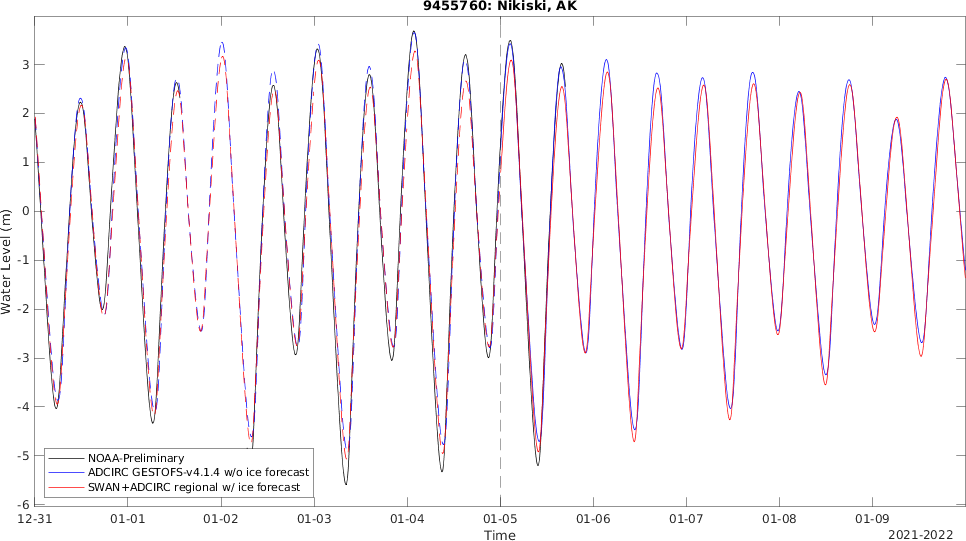 9455760: Nikiski, AK
Water Level (m)
3
2
1
0
-1
-2
-3
-4
-5
-6
NOAA-Preliminary
ADCIRC GESTOFS-v4.1.4 w/o ice forecast
SWAN+ADCIRC regional w/ ice forecast
12-31 01-01 01-02 01-03 01-04 01-05 01-06 01-07 01-08 01-09
Time
2021-2022